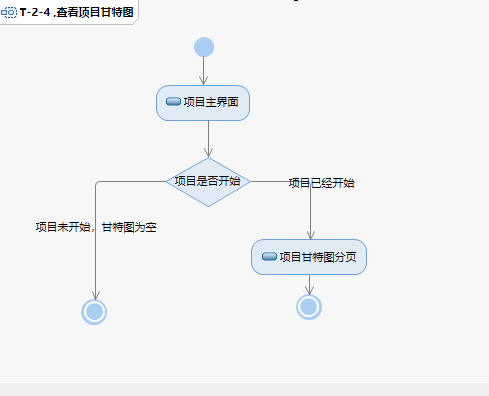 T-2-4 ,查看项目甘特图
项目主界面
项目是否开始
项目已经开始
项目未开始，甘特图为空
项目甘特图分页